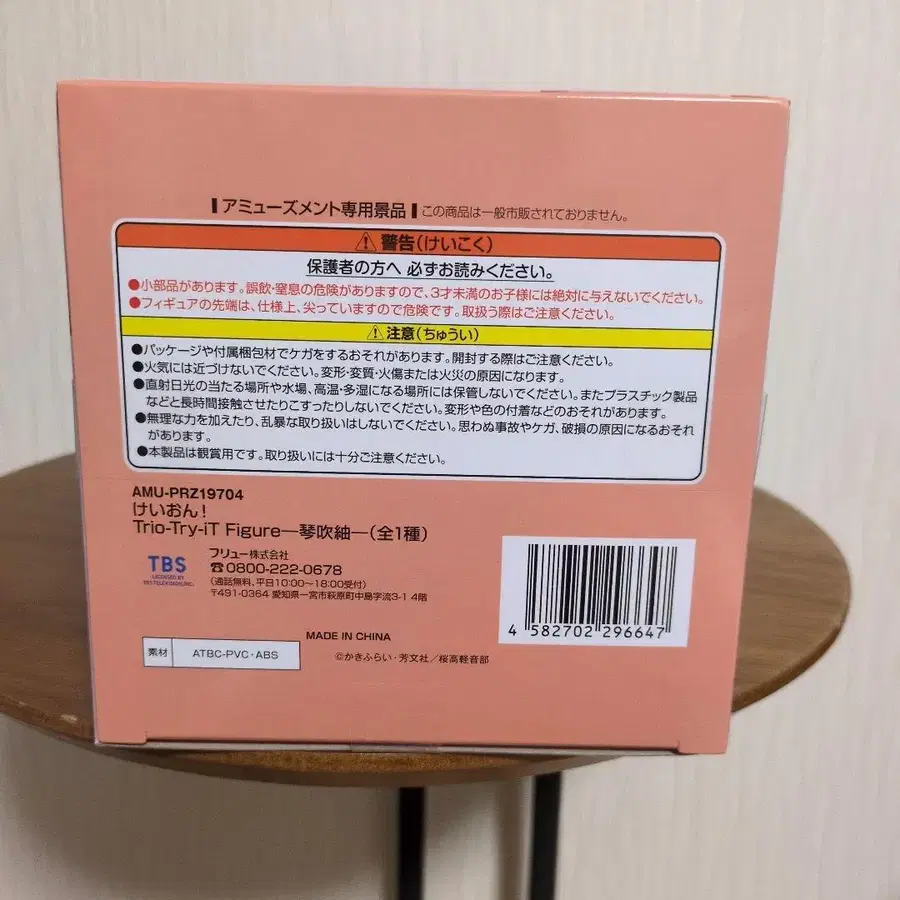 アミューズメント専用景品 この商品は一般市販されておりません。
警告(けいこく)
保護者の方へ 必ずお読みください。
●小部品があります。誤飲・窒息の危険がありますので、3才未満のお子様には絶対に与えないでください。
●フィギュアの先端は、仕様上、尖っていますので危険です。取扱う際はご注意ください。
注意(ちゅうい)
●パッケージや付属梱包材でケガをするおそれがあります。開封する際はご注意ください。
●火気には近づけないでください。変形・変質・火傷または火災の原因になります。
●直射日光の当たる場所や水場、高温・多湿になる場所には保管しないでください。またプラスチック製品
などと長時間接触させたりこすったりしないでください。変形や色の付着などのおそれがあります。
●無理な力を加えたり、乱暴な取り扱いはしないでください。思わぬ事故やケガ、破損の原因になるおそれ
があります。
●本製品は観賞用です。取り扱いには十分ご注意ください。
AMU-PRZ19704
けいおん!
Trio-Try-iT Figure―琴吹紬―(全1種)
TBS
LICENSED BY
TBS TELEVISION, INC.
フリュー株式会社
☎0800-222-0678
(通話無料、平日10:00〜18:00受付)
〒491-0364 愛知県一宮市萩原町中島字流3-1 4階
4 582702 296647
MADE IN CHINA
素材 ATBC-PVC・ABS
©かきふらい・芳文社/桜高軽音部